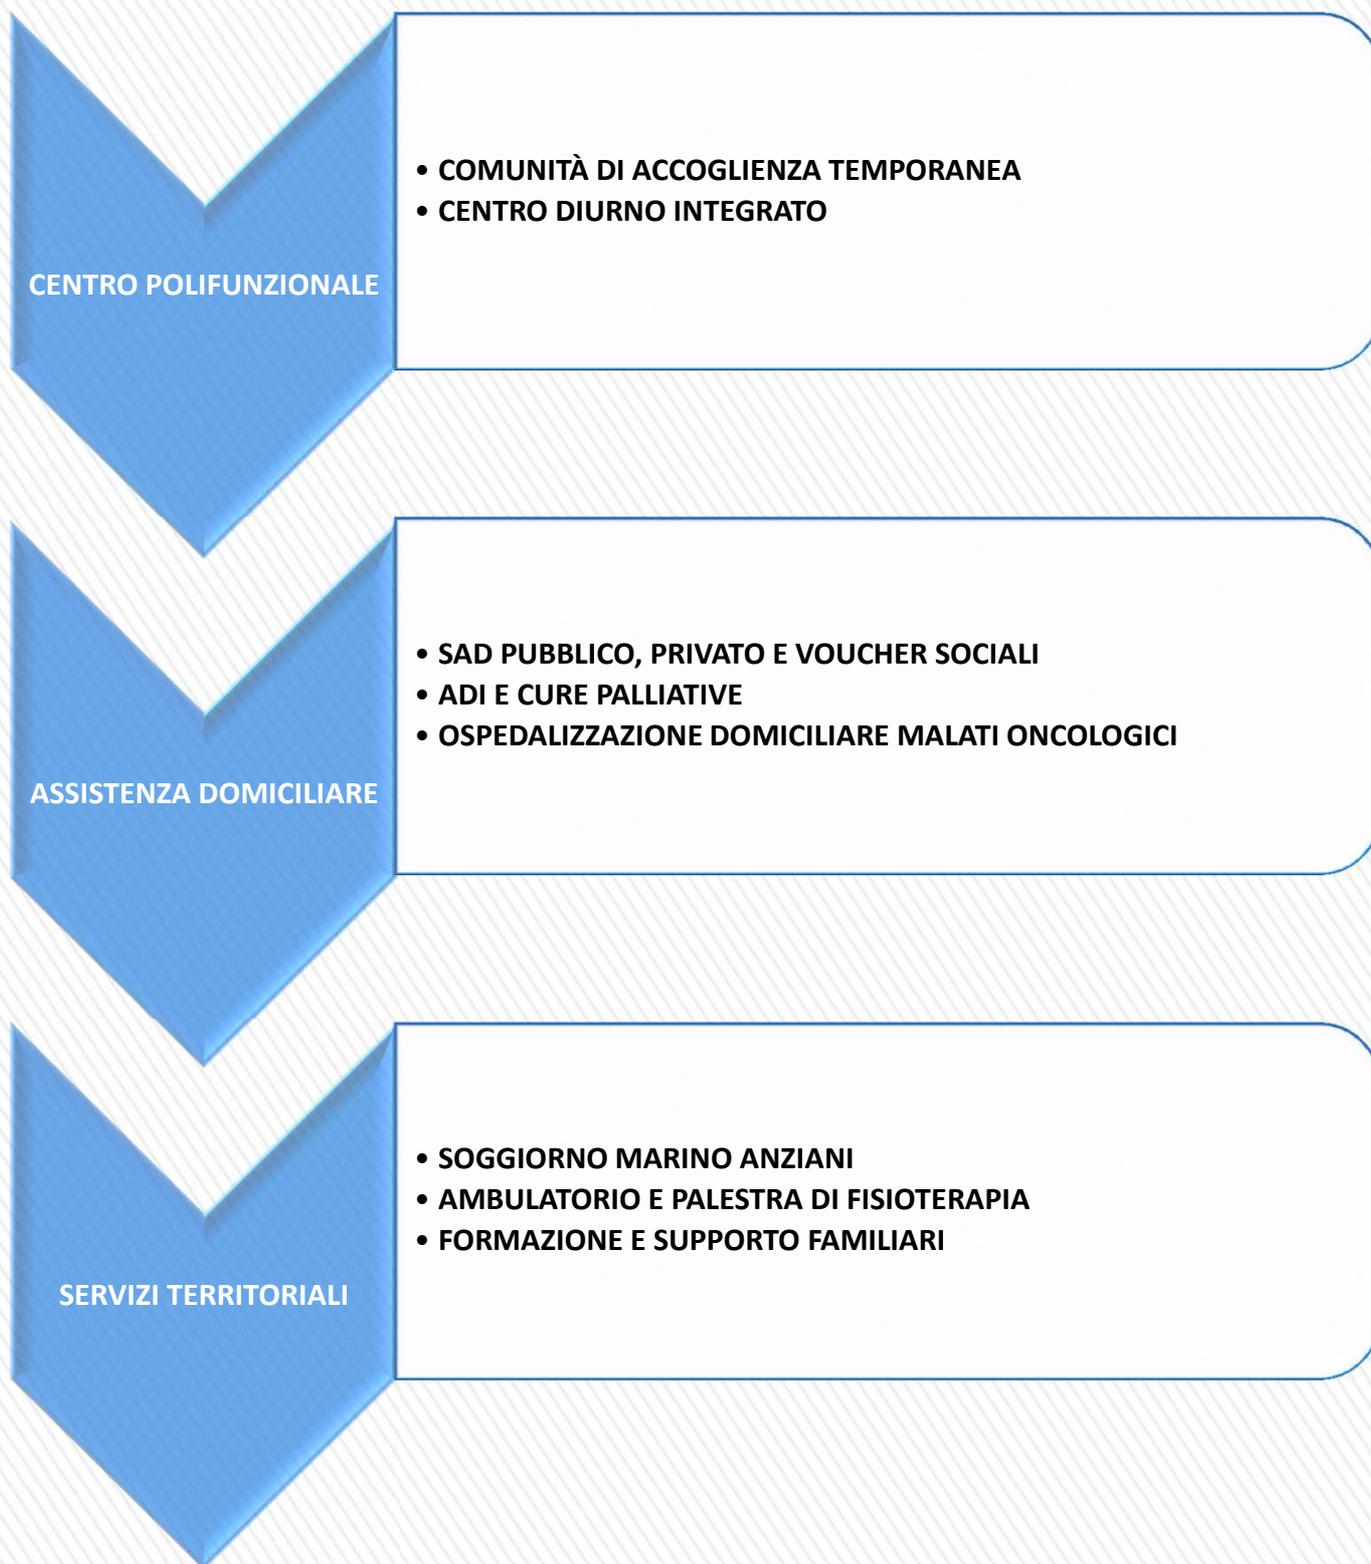 CENTRO POLIFUNZIONALE
• COMUNITÀ DI ACCOGLIENZA TEMPORANEA
• CENTRO DIURNO INTEGRATO
ASSISTENZA DOMICILIARE
• SAD PUBBLICO, PRIVATO E VOUCHER SOCIALI
• ADI E CURE PALLIATIVE
• OSPEDALIZZAZIONE DOMICILIARE MALATI ONCOLOGICI
SERVIZI TERRITORIALI
• SOGGIORNO MARINO ANZIANI
• AMBULATORIO E PALESTRA DI FISIOTERAPIA
• FORMAZIONE E SUPPORTO FAMILIARI